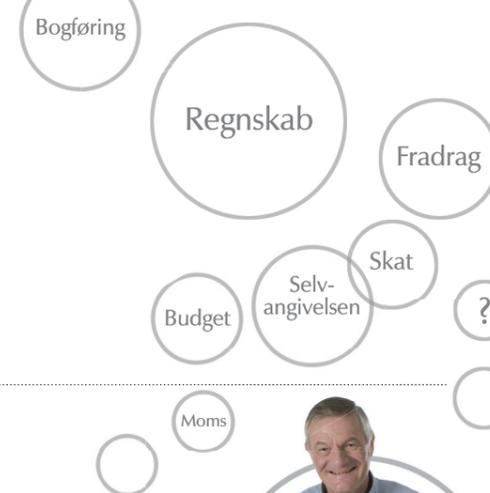 Bogføring
Regnskab
Fradrag
Skat
Selv-
angivelsen
Budget
?
Moms